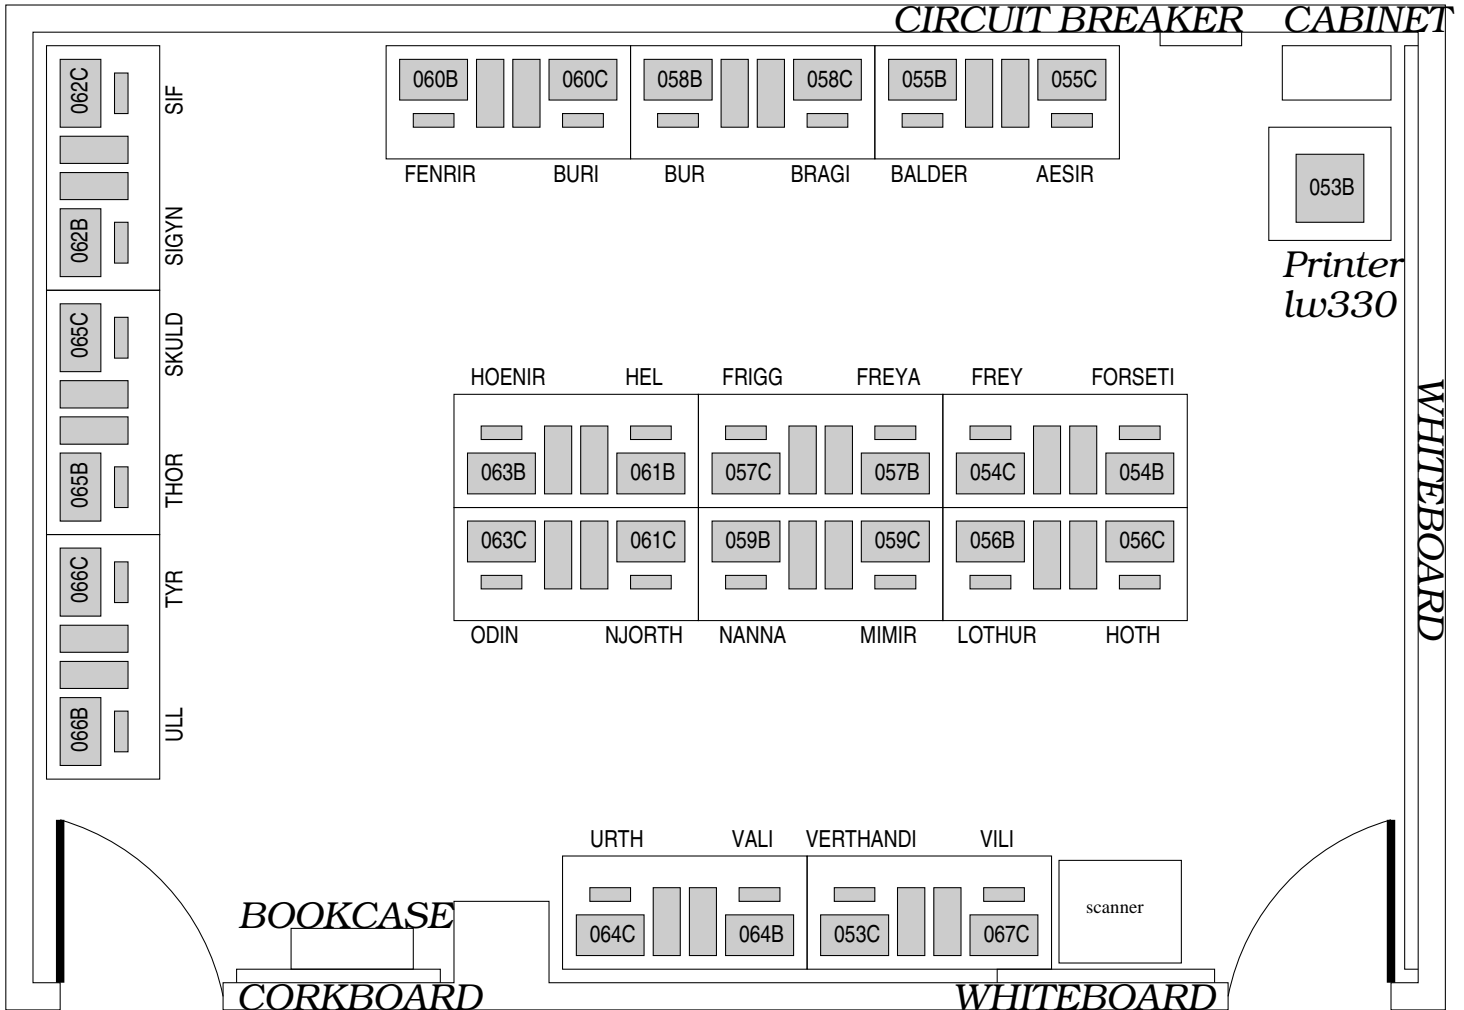 CIRCUIT BREAKER CABINET
060B 060C 058B 058C 055B 055C
FENRIR BURI BUR BRAGI BALDER AESIR
062C SIF
062B SIGYN
065C SKULD
065B THOR
066C TYR
066B ULL
053B
Printer
lw330
WHITEBOARD
HOENIR HEL FRIGG FREYA FREY FORSETI
063B 061B 057C 057B 054C 054B
063C 061C 059B 059C 056B 056C
ODIN NJORTH NANNA MIMIR LOTHUR HOTH
URTH VALI VERTHANDI VILI
064C 064B 053C 067C
scanner
BOOKCASE
CORKBOARD
WHITEBOARD